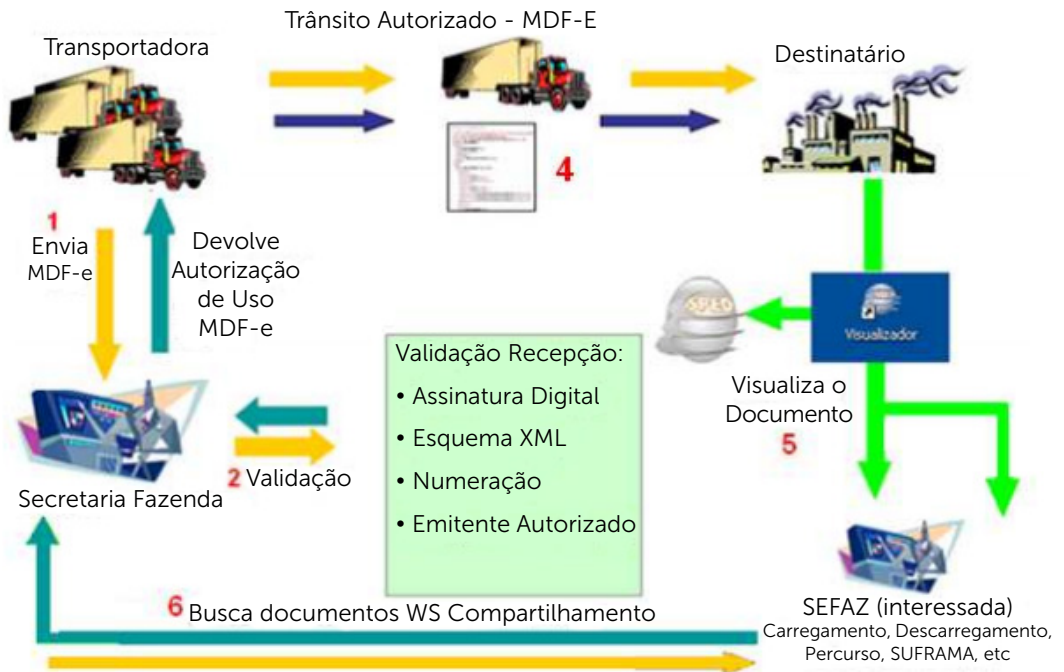 Trânsito Autorizado - MDF-E
Transportadora
Destinatário
4
1
Envia
MDF-e
Devolve
Autorização
de Uso
MDF-e
SPED
Visualizador
Validação Recepção:
• Assinatura Digital
• Esquema XML
• Numeração
• Emitente Autorizado
Visualiza o
Documento
5
2 Validação
Secretaria Fazenda
6 Busca documentos WS Compartilhamento
SEFAZ (interessada)
Carregamento, Descarregamento,
Percurso, SUFRAMA, etc